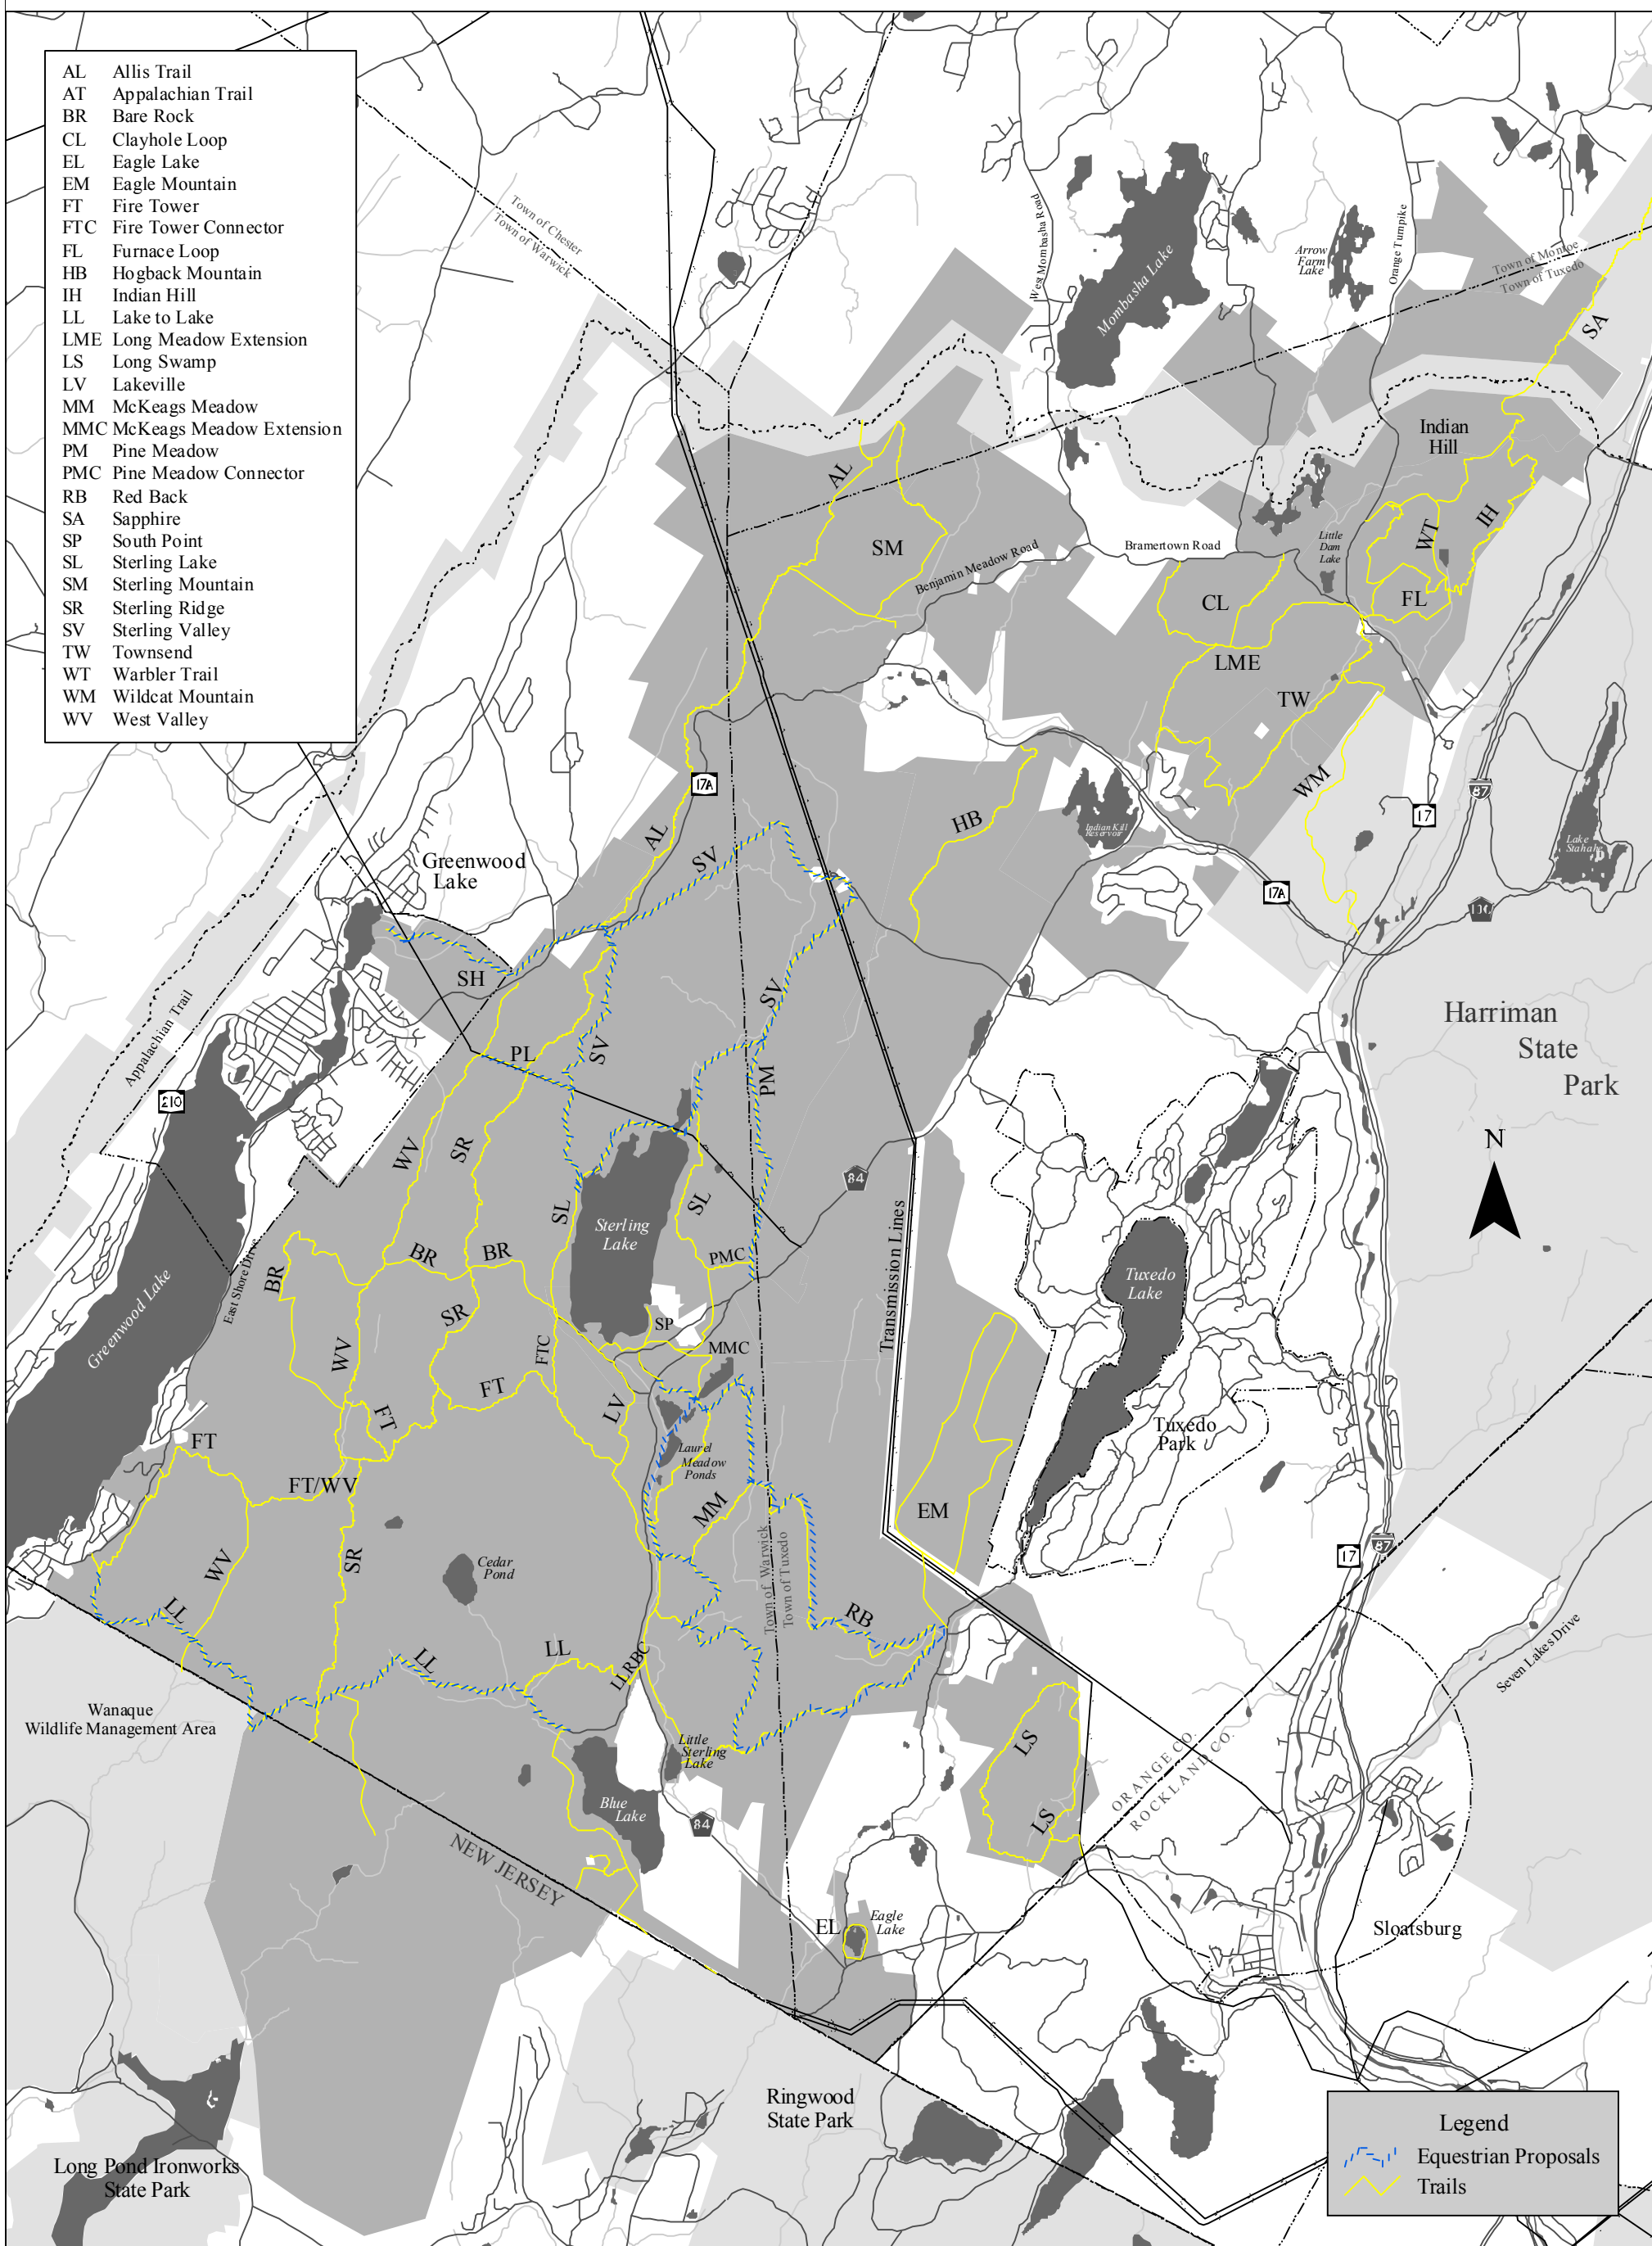 AL Allis Trail
AT Appalachian Trail
BR Bare Rock
CL Clayhole Loop
EL Eagle Lake
EM Eagle Mountain
FT Fire Tower
FTC Fire Tower Connector
FL Furnace Loop
HB Hogback Mountain
IH Indian Hill
LL Lake to Lake
LME Long Meadow Extension
LS Long Swamp
LV Lakeville
MM McKeags Meadow
MMC McKeags Meadow Extension
PM Pine Meadow
PMC Pine Meadow Connector
RB Red Back
SA Sapphire
SP South Point
SL Sterling Lake
SM Sterling Mountain
SR Sterling Ridge
SV Sterling Valley
TW Townsend
WT Warbler Trail
WM Wildcat Mountain
WV West Valley
Town of Chester
Town of Warwick
West Mombasha Road
Mombasha Lake
Arrow
Farm
Lake
Orange Turnpike
Town of Monroe
Town of Tuxedo
SA
Indian
Hill
AL
SM
Benjamin Meadow Road
Bramertown Road
Little
Dam
Lake
WT
IH
CL
FL
LME
TW
WM
17A
HB
Indian Kill
Reservoir
17
87
Lake
Stahahe
AL
SV
Greenwood
Lake
17A
106
SH
SV
Harriman
State
Park
Appalachian Trail
PL
SV
PM
210
N
WV
SR
84
SL
SL
Sterling
Lake
Transmission Lines
BR
BR
PMC
BR
East Shore Drive
Greenwood Lake
Tuxedo
Lake
SR
SP
WV
FTC
MMC
FT
FT
LV
Tuxedo
Park
FT
Laurel
Meadow
Ponds
FT/WV
MM
EM
SR
WV
Cedar
Pond
Town of Warwick
Town of Tuxedo
17
87
LL
RB
LL
LL
LLRBC
Seven Lakes Drive
Wanaque
Wildlife Management Area
Little
Sterling
Lake
LS
ORANGE CO.
ROCKLAND CO.
Blue
Lake
84
LS
NEW JERSEY
EL
Eagle
Lake
Sloatsburg
Ringwood
State Park
Long Pond Ironworks
State Park
Legend
Equestrian Proposals
Trails